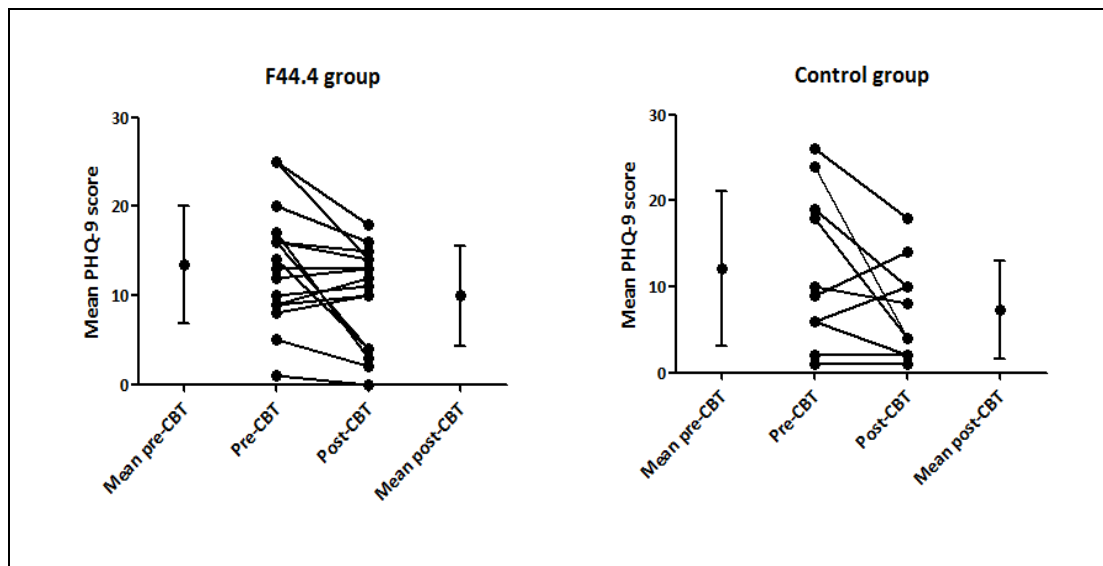 F44.4 group
Mean PHQ-9 score
30
20
10
0
Mean pre-CBT
Pre-CBT
Post-CBT
Mean post-CBT
Control group
Mean PHQ-9 score
30
20
10
0
Mean pre-CBT
Pre-CBT
Post-CBT
Mean post-CBT